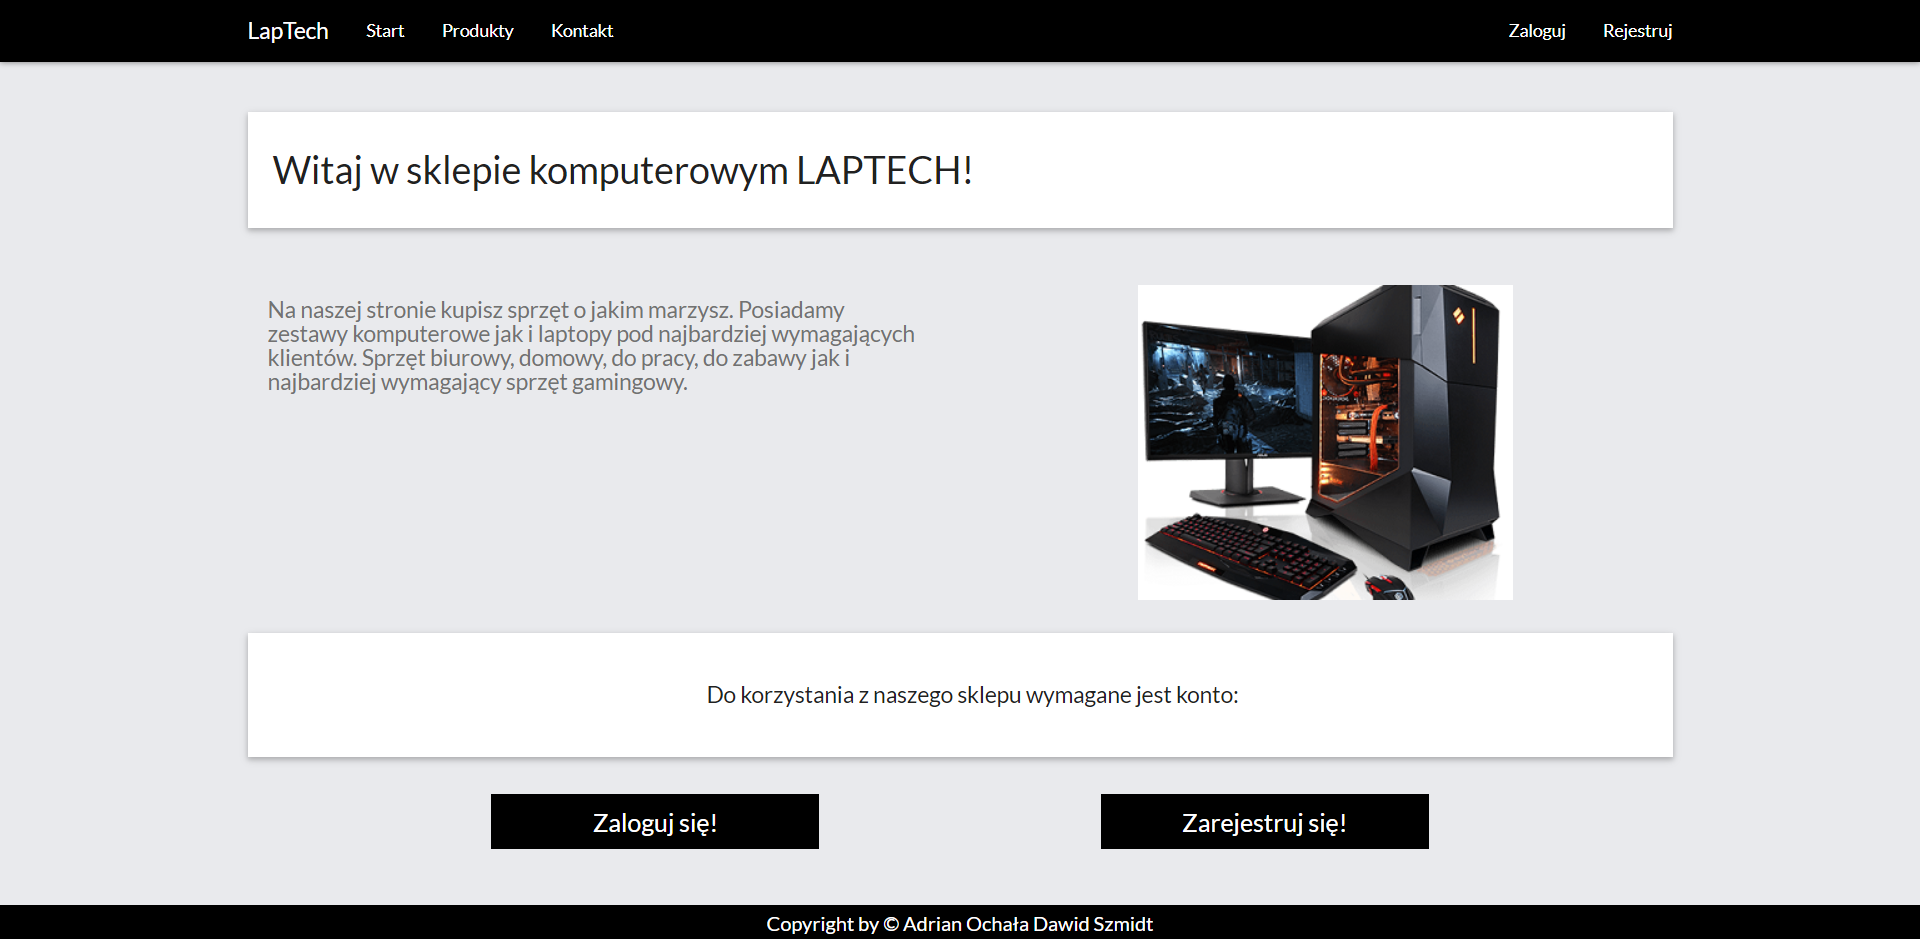 LapTech Start Produkty Kontakt Zaloguj Rejestruj
Witaj w sklepie komputerowym LAPTECH!
Na naszej stronie kupisz sprzęt o jakim marzysz. Posiadamy
zestawy komputerowe jak i laptopy pod najbardziej wymagających
klientów. Sprzęt biurowy, domowy, do pracy, do zabawy jak i
najbardziej wymagający sprzęt gamingowy.
Do korzystania z naszego sklepu wymagane jest konto:
Zaloguj się! Zarejestruj się!
Copyright by © Adrian Ochała Dawid Szmidt